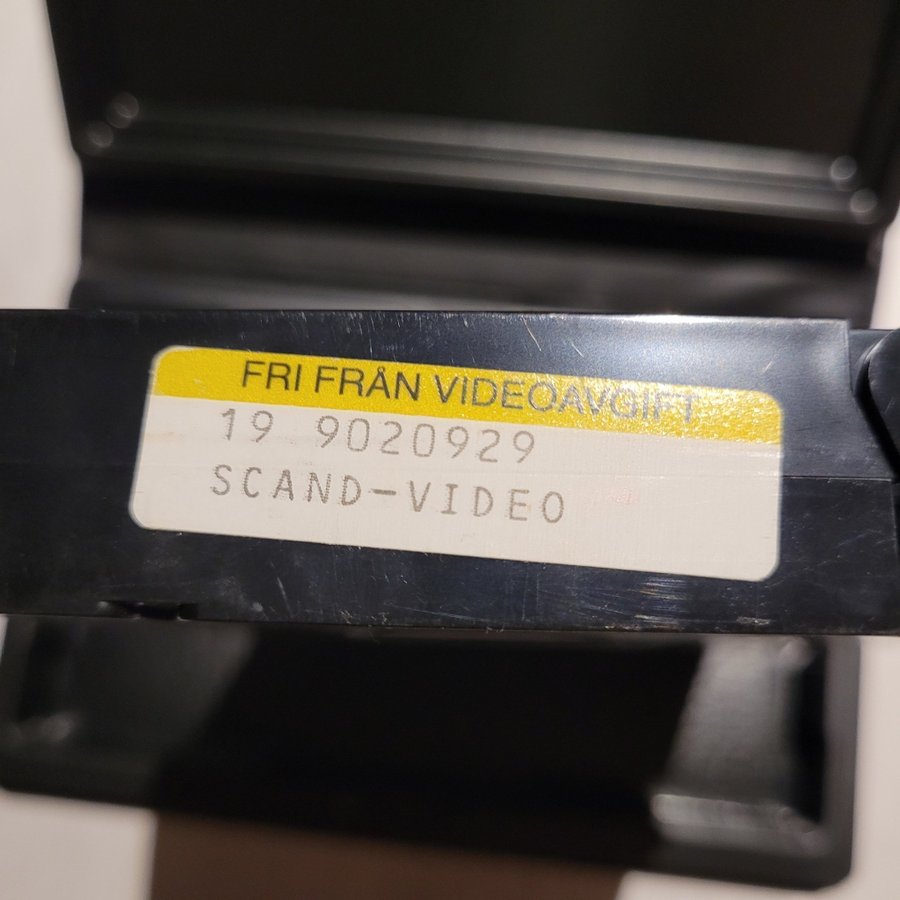 FRI FRÅN VIDEOAVGIFT
19 9020929
SCAND-VIDEO